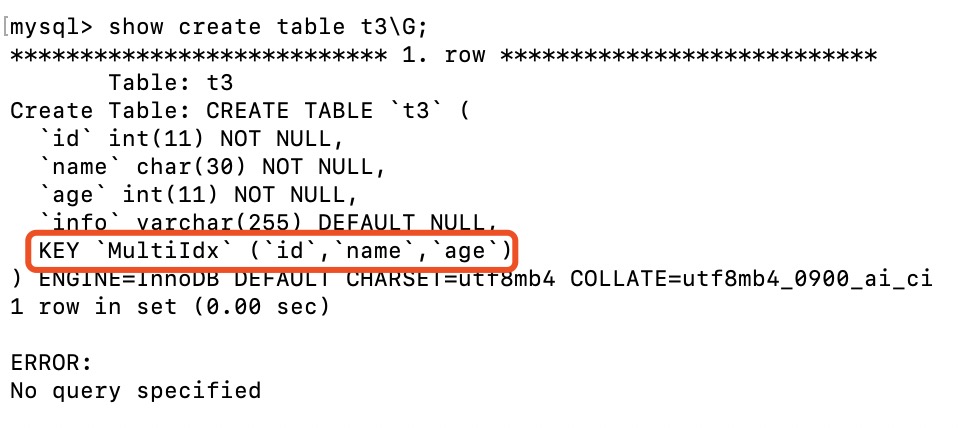 [mysql> show create table t3\G;
*************************** 1. row ***************************
       Table: t3
Create Table: CREATE TABLE `t3` (
  `id` int(11) NOT NULL,
  `name` char(30) NOT NULL,
  `age` int(11) NOT NULL,
  `info` varchar(255) DEFAULT NULL,
  KEY `MultiIdx` (`id`,`name`,`age`)
) ENGINE=InnoDB DEFAULT CHARSET=utf8mb4 COLLATE=utf8mb4_0900_ai_ci
1 row in set (0.00 sec)

ERROR:
No query specified